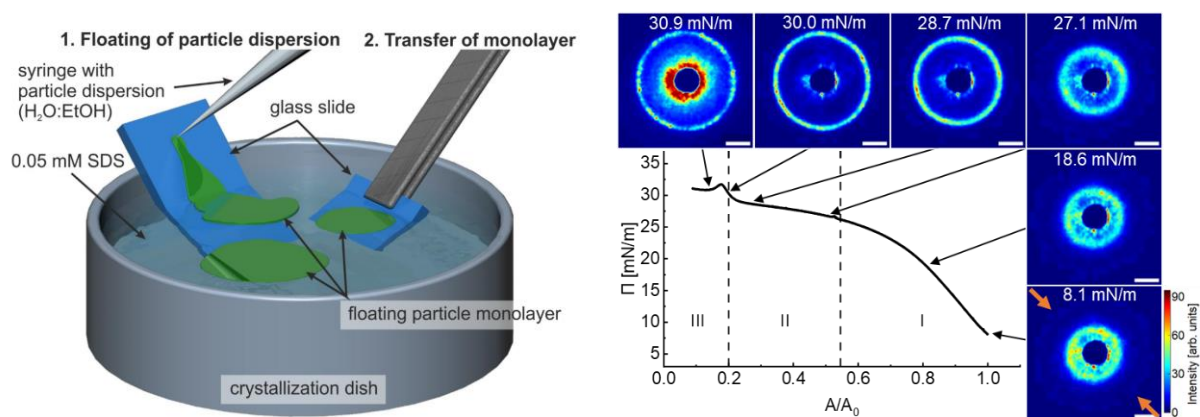 1. Floating of particle dispersion
2. Transfer of monolayer
syringe with
particle dispersion
(H₂O:EtOH)
glass slide
0.05 mM SDS
floating particle monolayer
crystallization dish
30.9 mN/m
30.0 mN/m
28.7 mN/m
27.1 mN/m
18.6 mN/m
8.1 mN/m
35
30
25
20
15
10
5
Π [mN/m]
III
II
I
0.0
0.2
0.4
0.6
0.8
1.0
A/A₀
90
60
30
0
Intensity [arb. units]